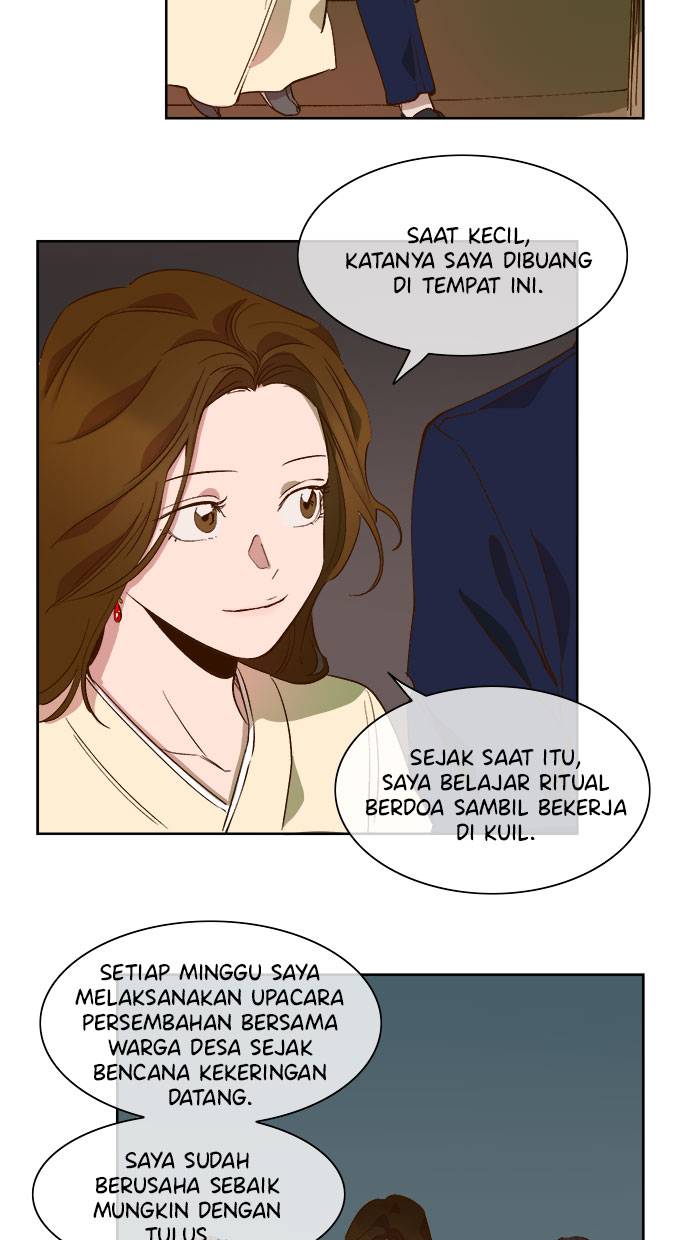 SAAT KECIL,
KATANYA SAYA DIBUANG
DI TEMPAT INI.
SEJAK SAAT ITU,
SAYA BELAJAR RITUAL
BERDOA SAMBIL BEKERJA
DI KUIL.
SETIAP MINGGU SAYA
MELAKSANAKAN UPACARA
PERSEMBAHAN BERSAMA
WARGA DESA SEJAK
BENCANA KEKERINGAN
DATANG.
SAYA SUDAH
BERUSAHA SEBAIK
MUNGKIN DENGAN
TULUS...